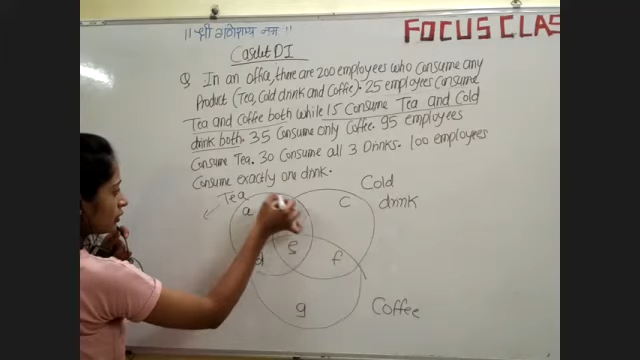 || श्री गणेशाय नमः ||
FOCUS CLAS
Caselet DI
Q In an offia, there are 200 employees who consume any
Product (Tea, Cold drink and Coffee). 25 employees Consume
Tea and Coffee both while 15 Consume Tea and Cold
drink both. 35 Consume only Coffee. 95 employees
Consume Tea. 30 Consume all 3 Drinks. 100 employees
Consume exactly one drink.
Tea
Cold
drink
a
c
d
e
f
g
Coffee